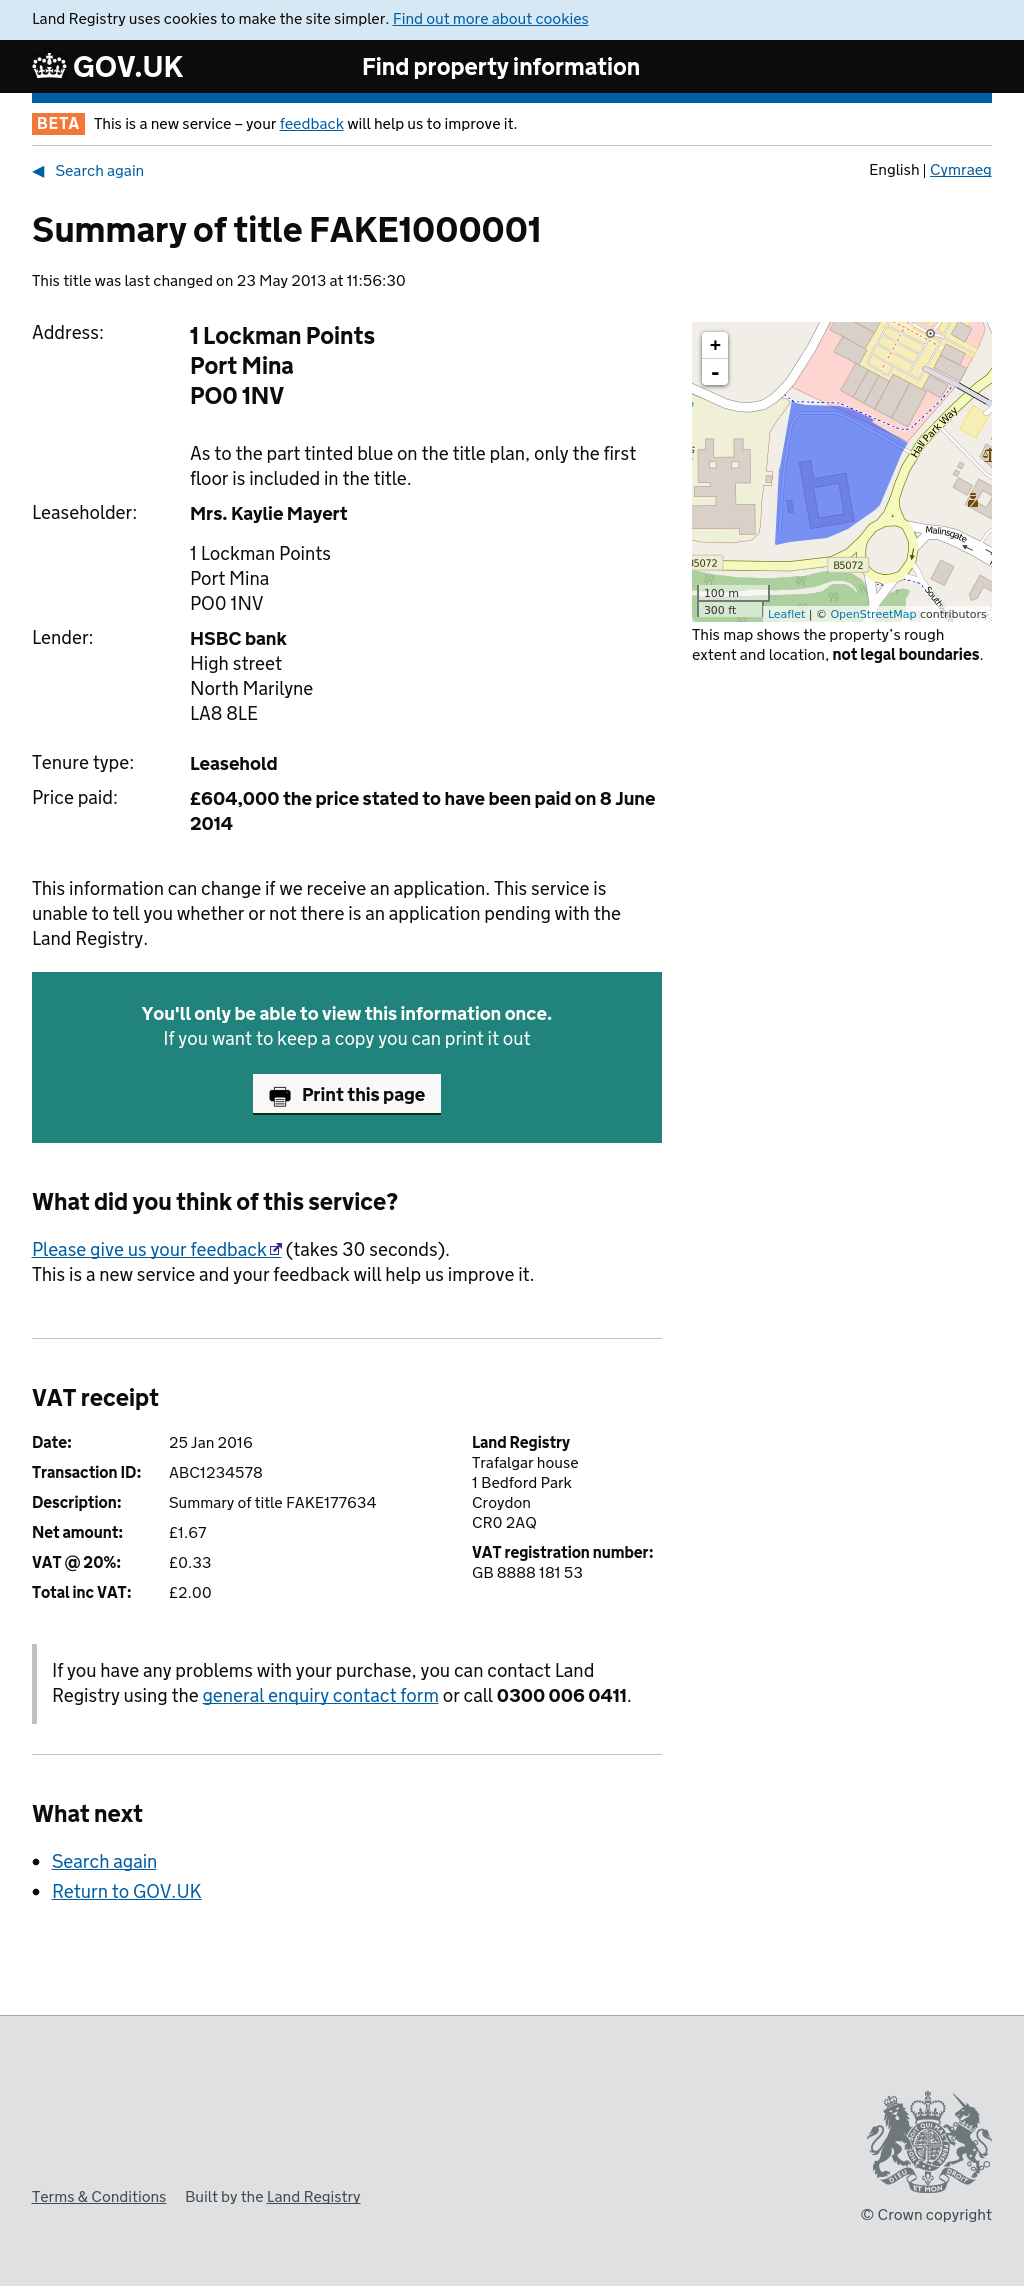 Land Registry uses cookies to make the site simpler. Find out more about cookies
GOV.UK
Find property information
BETA This is a new service – your feedback will help us to improve it.
◀ Search again
English | Cymraeg
Summary of title FAKE1000001
This title was last changed on 23 May 2013 at 11:56:30
Address:
1 Lockman Points
Port Mina
PO0 1NV
As to the part tinted blue on the title plan, only the first
floor is included in the title.
Leaseholder:
Mrs. Kaylie Mayert
1 Lockman Points
Port Mina
PO0 1NV
Lender:
HSBC bank
High street
North Marilyne
LA8 8LE
Tenure type:
Leasehold
Price paid:
£604,000 the price stated to have been paid on 8 June
2014
+
-
Hall Park Way
Malinsgate
B5072
B5072
100 m
300 ft
Leaflet | © OpenStreetMap contributors
This map shows the property’s rough
extent and location, not legal boundaries.
This information can change if we receive an application. This service is
unable to tell you whether or not there is an application pending with the
Land Registry.
You'll only be able to view this information once.
If you want to keep a copy you can print it out
Print this page
What did you think of this service?
Please give us your feedback (takes 30 seconds).
This is a new service and your feedback will help us improve it.
VAT receipt
Date: 25 Jan 2016
Transaction ID: ABC1234578
Description: Summary of title FAKE177634
Net amount: £1.67
VAT @ 20%: £0.33
Total inc VAT: £2.00
Land Registry
Trafalgar house
1 Bedford Park
Croydon
CR0 2AQ
VAT registration number:
GB 8888 181 53
If you have any problems with your purchase, you can contact Land
Registry using the general enquiry contact form or call 0300 006 0411.
What next
• Search again
• Return to GOV.UK
Terms & Conditions Built by the Land Registry
DIEU ET MON DROIT
© Crown copyright